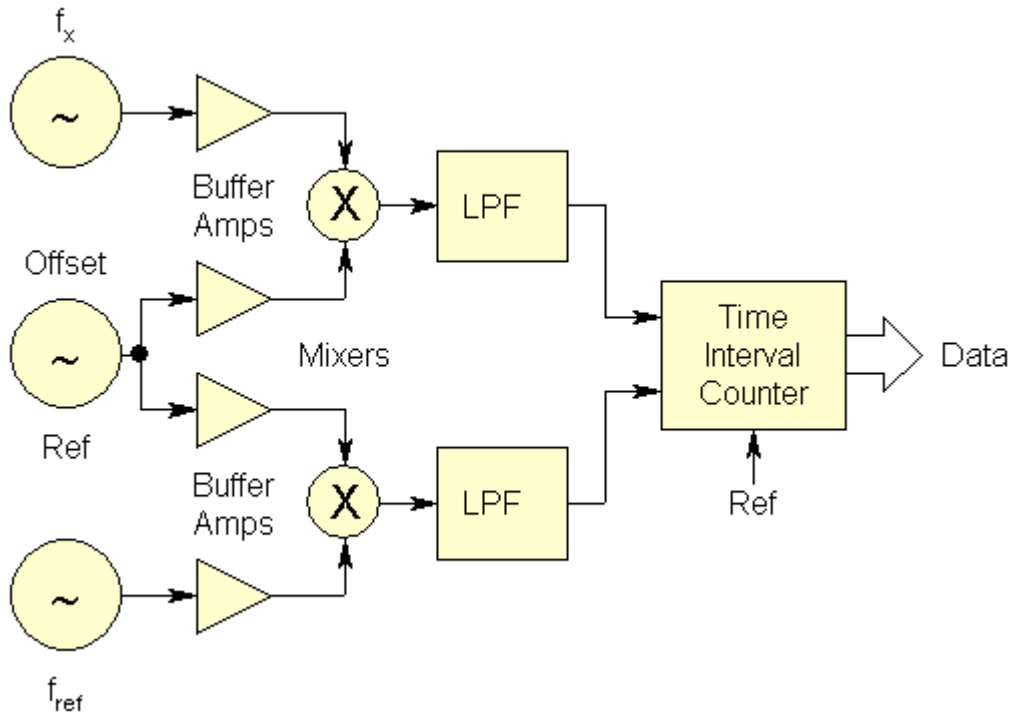 fx
~
Buffer
Amps
X
LPF
Offset
~
Ref
Mixers
Time
Interval
Counter
Data
Ref
Buffer
Amps
X
LPF
~
fref